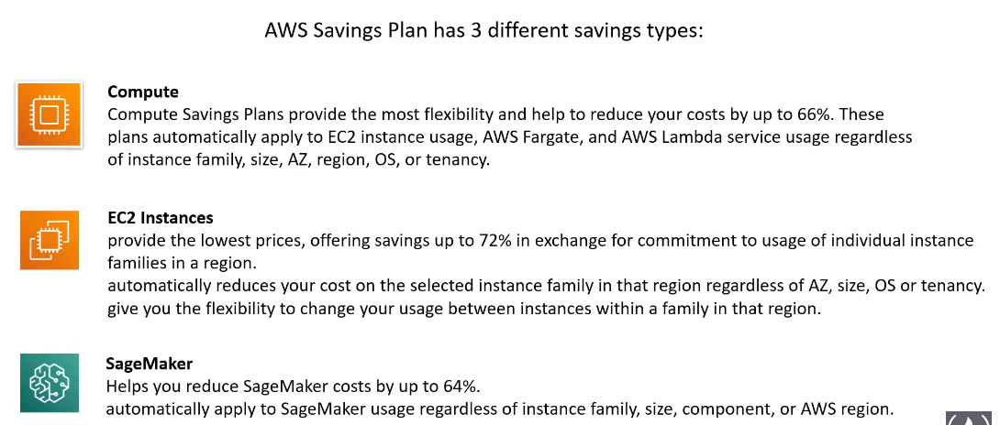 AWS Savings Plan has 3 different savings types:
Compute
Compute Savings Plans provide the most flexibility and help to reduce your costs by up to 66%. These
plans automatically apply to EC2 instance usage, AWS Fargate, and AWS Lambda service usage regardless
of instance family, size, AZ, region, OS, or tenancy.
EC2 Instances
provide the lowest prices, offering savings up to 72% in exchange for commitment to usage of individual instance
families in a region.
automatically reduces your cost on the selected instance family in that region regardless of AZ, size, OS or tenancy.
give you the flexibility to change your usage between instances within a family in that region.
SageMaker
Helps you reduce SageMaker costs by up to 64%.
automatically apply to SageMaker usage regardless of instance family, size, component, or AWS region.